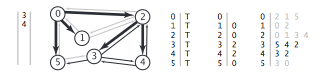 3
4
0
2
1
3
5
4
0 T 0 0 2 1 5
1 T 1 0 1 0 2
2 T 2 0 2 0 1 3 4
3 T 3 2 3 5 4 2
4 T 4 2 4 3 2
5 T 5 0 5 3 0